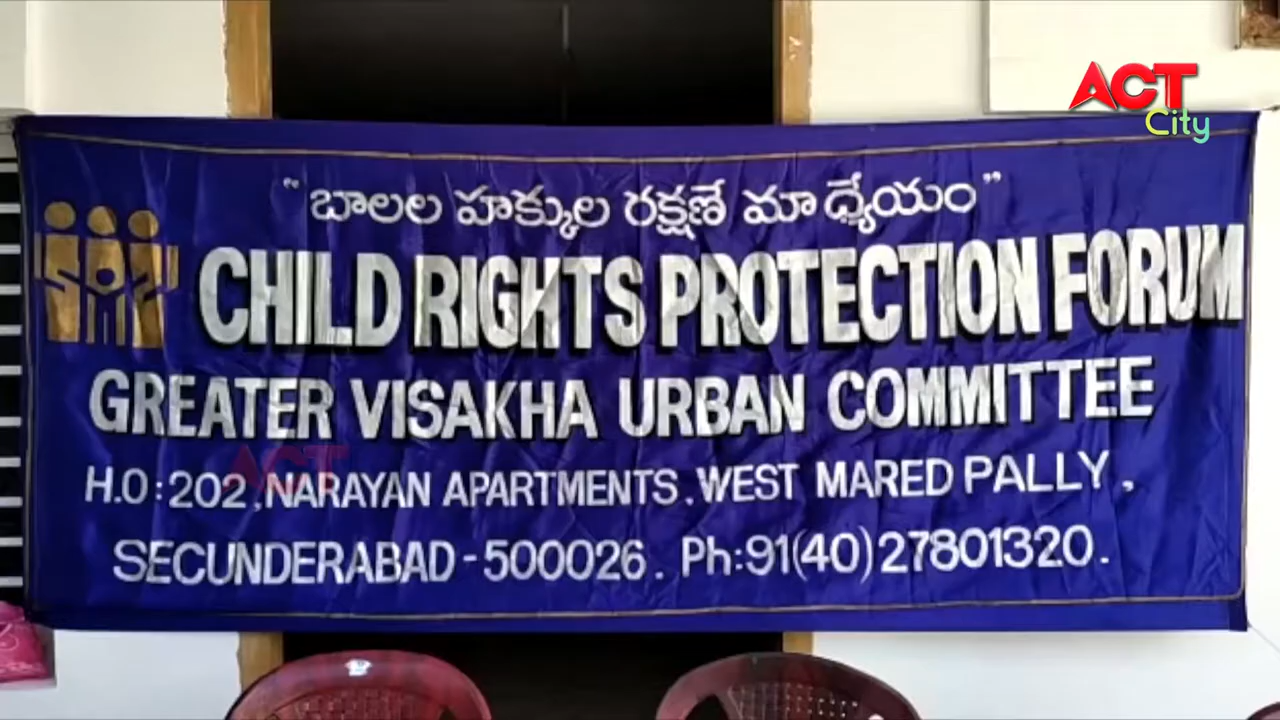 ACT
City
"బాలల హక్కుల రక్షణే మా ధ్యేయం"
CHILD RIGHTS PROTECTION FORUM
GREATER VISAKHA URBAN COMMITTEE
ACT
H.O:202,NARAYAN APARTMENTS,WEST MARED PALLY,
SECUNDERABAD-500026. Ph:91(40)27801320.